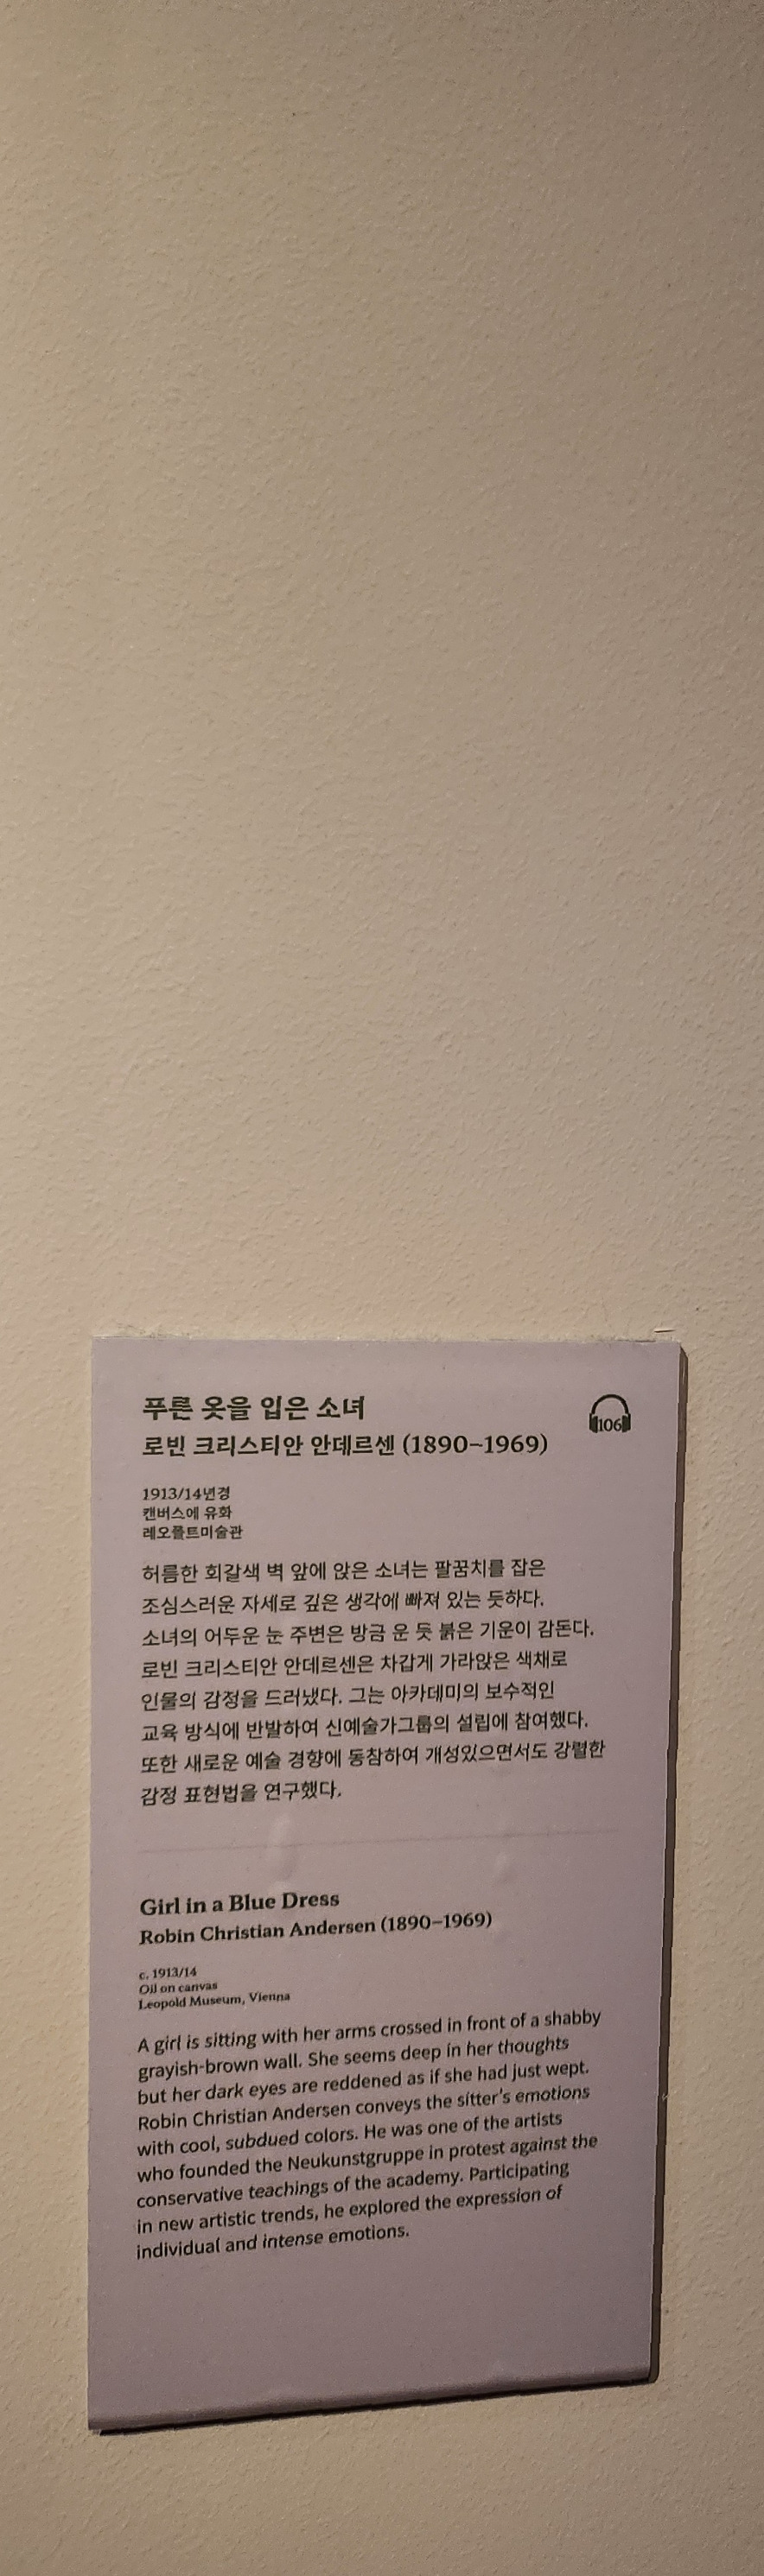 푸른 옷을 입은 소녀
106
로빈 크리스티안 안데르센 (1890–1969)
1913/14년경
캔버스에 유화
레오폴트미술관
허름한 회갈색 벽 앞에 앉은 소녀는 팔꿈치를 잡은
조심스러운 자세로 깊은 생각에 빠져 있는 듯하다.
소녀의 어두운 눈 주변은 방금 운 듯 붉은 기운이 감돈다.
로빈 크리스티안 안데르센은 차갑게 가라앉은 색채로
인물의 감정을 드러냈다. 그는 아카데미의 보수적인
교육 방식에 반발하여 신예술가그룹의 설립에 참여했다.
또한 새로운 예술 경향에 동참하여 개성있으면서도 강렬한
감정 표현법을 연구했다.
Girl in a Blue Dress
Robin Christian Andersen (1890–1969)
c. 1913/14
Oil on canvas
Leopold Museum, Vienna
A girl is sitting with her arms crossed in front of a shabby
grayish-brown wall. She seems deep in her thoughts
but her dark eyes are reddened as if she had just wept.
Robin Christian Andersen conveys the sitter's emotions
with cool, subdued colors. He was one of the artists
who founded the Neukunstgruppe in protest against the
conservative teachings of the academy. Participating
in new artistic trends, he explored the expression of
individual and intense emotions.